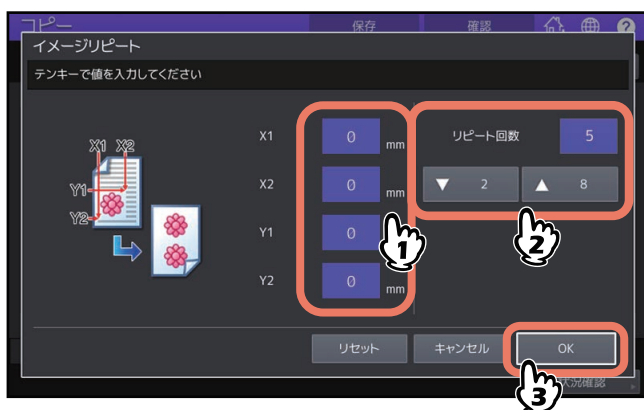 コピー 保存 確認 ?
イメージリピート
テンキーで値を入力してください
X1 X2
Y1
Y2
X1 0 mm
X2 0 mm
Y1 0
Y2 0 mm
リピート回数 5
▼ 2 ▲ 8
1
2
リセット キャンセル OK
3
状況確認